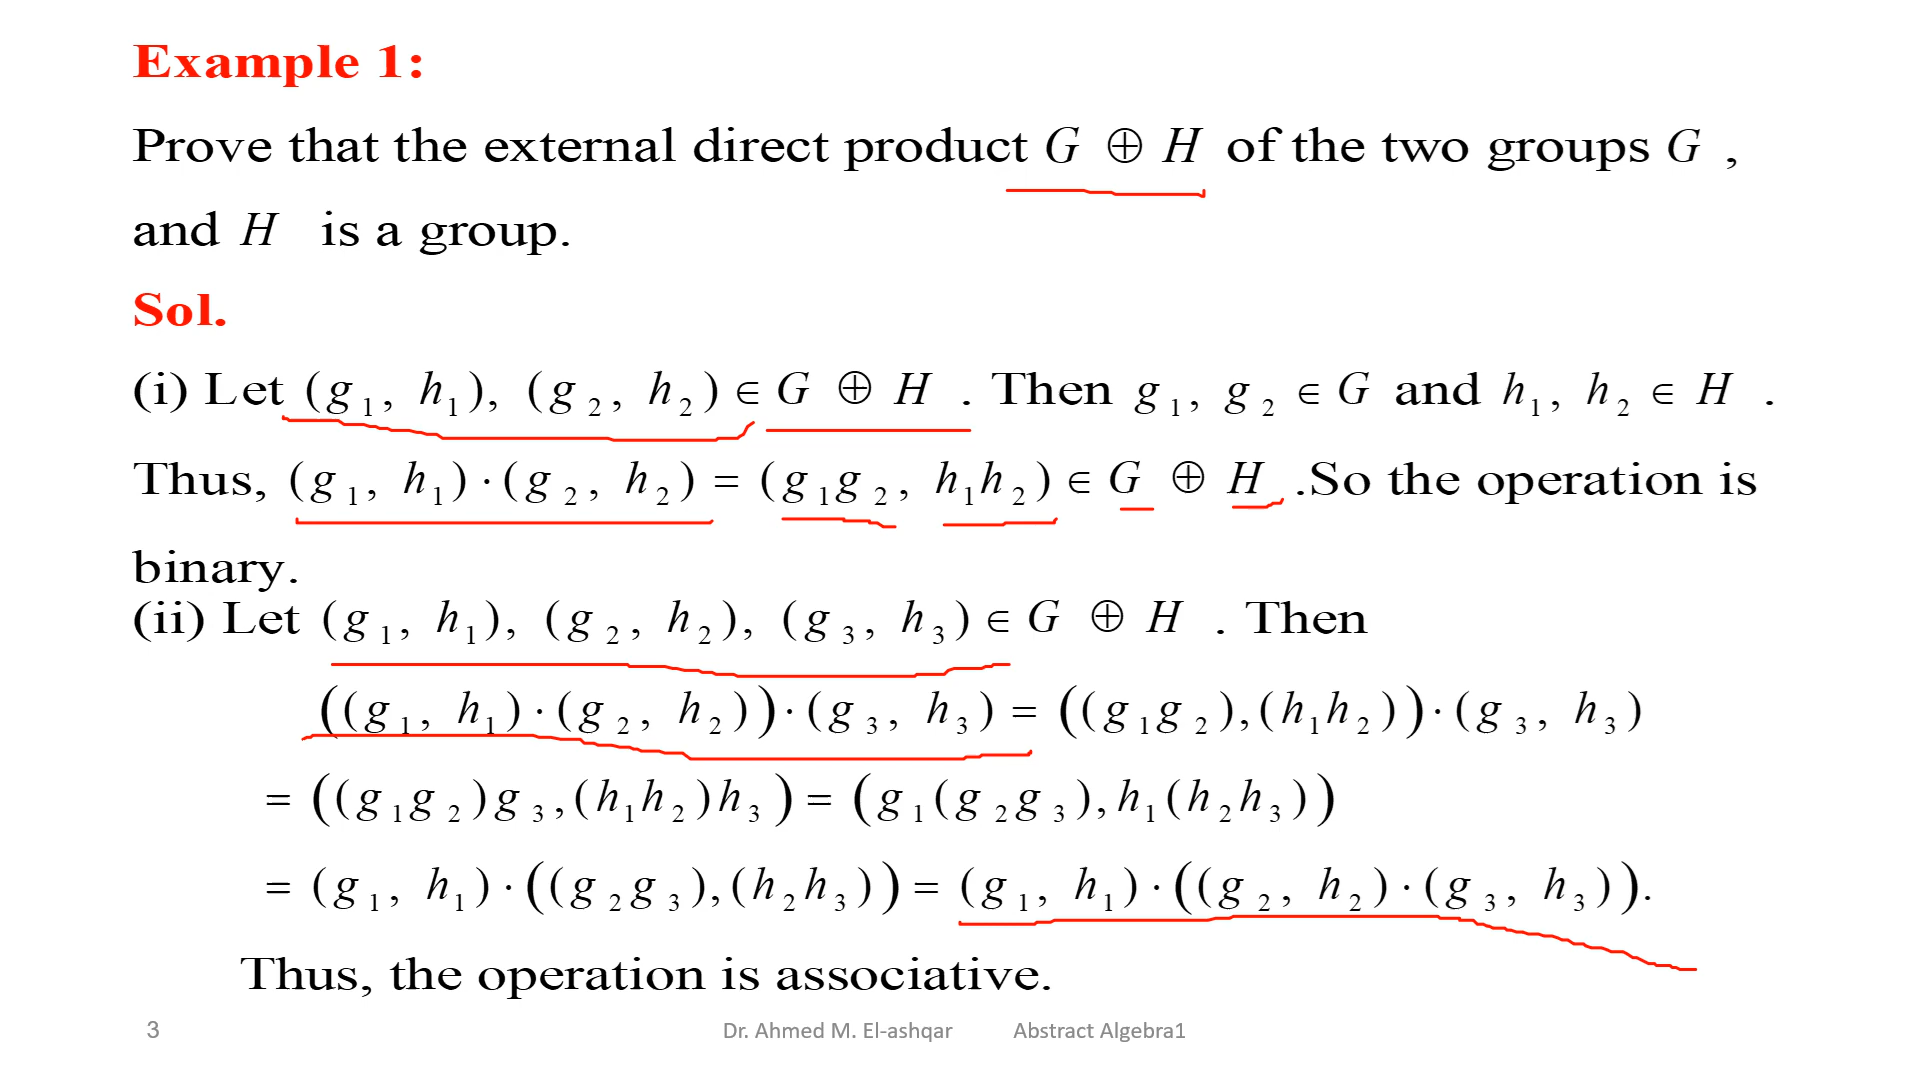 Example 1:
Prove that the external direct product G ⊕ H of the two groups G ,
and H is a group.
Sol.
(i) Let (g₁, h₁), (g₂, h₂) ∈ G ⊕ H . Then g₁, g₂ ∈ G and h₁, h₂ ∈ H .
Thus, (g₁, h₁) · (g₂, h₂) = (g₁g₂, h₁h₂) ∈ G ⊕ H .So the operation is
binary.
(ii) Let (g₁, h₁), (g₂, h₂), (g₃, h₃) ∈ G ⊕ H . Then
((g₁, h₁) · (g₂, h₂)) · (g₃, h₃) = ((g₁g₂),(h₁h₂)) · (g₃, h₃)
= ((g₁g₂)g₃,(h₁h₂)h₃) = (g₁(g₂g₃),h₁(h₂h₃))
= (g₁, h₁) · ((g₂g₃),(h₂h₃)) = (g₁, h₁) · ((g₂, h₂) · (g₃, h₃)).
Thus, the operation is associative.
3 Dr. Ahmed M. El-ashqar Abstract Algebra1